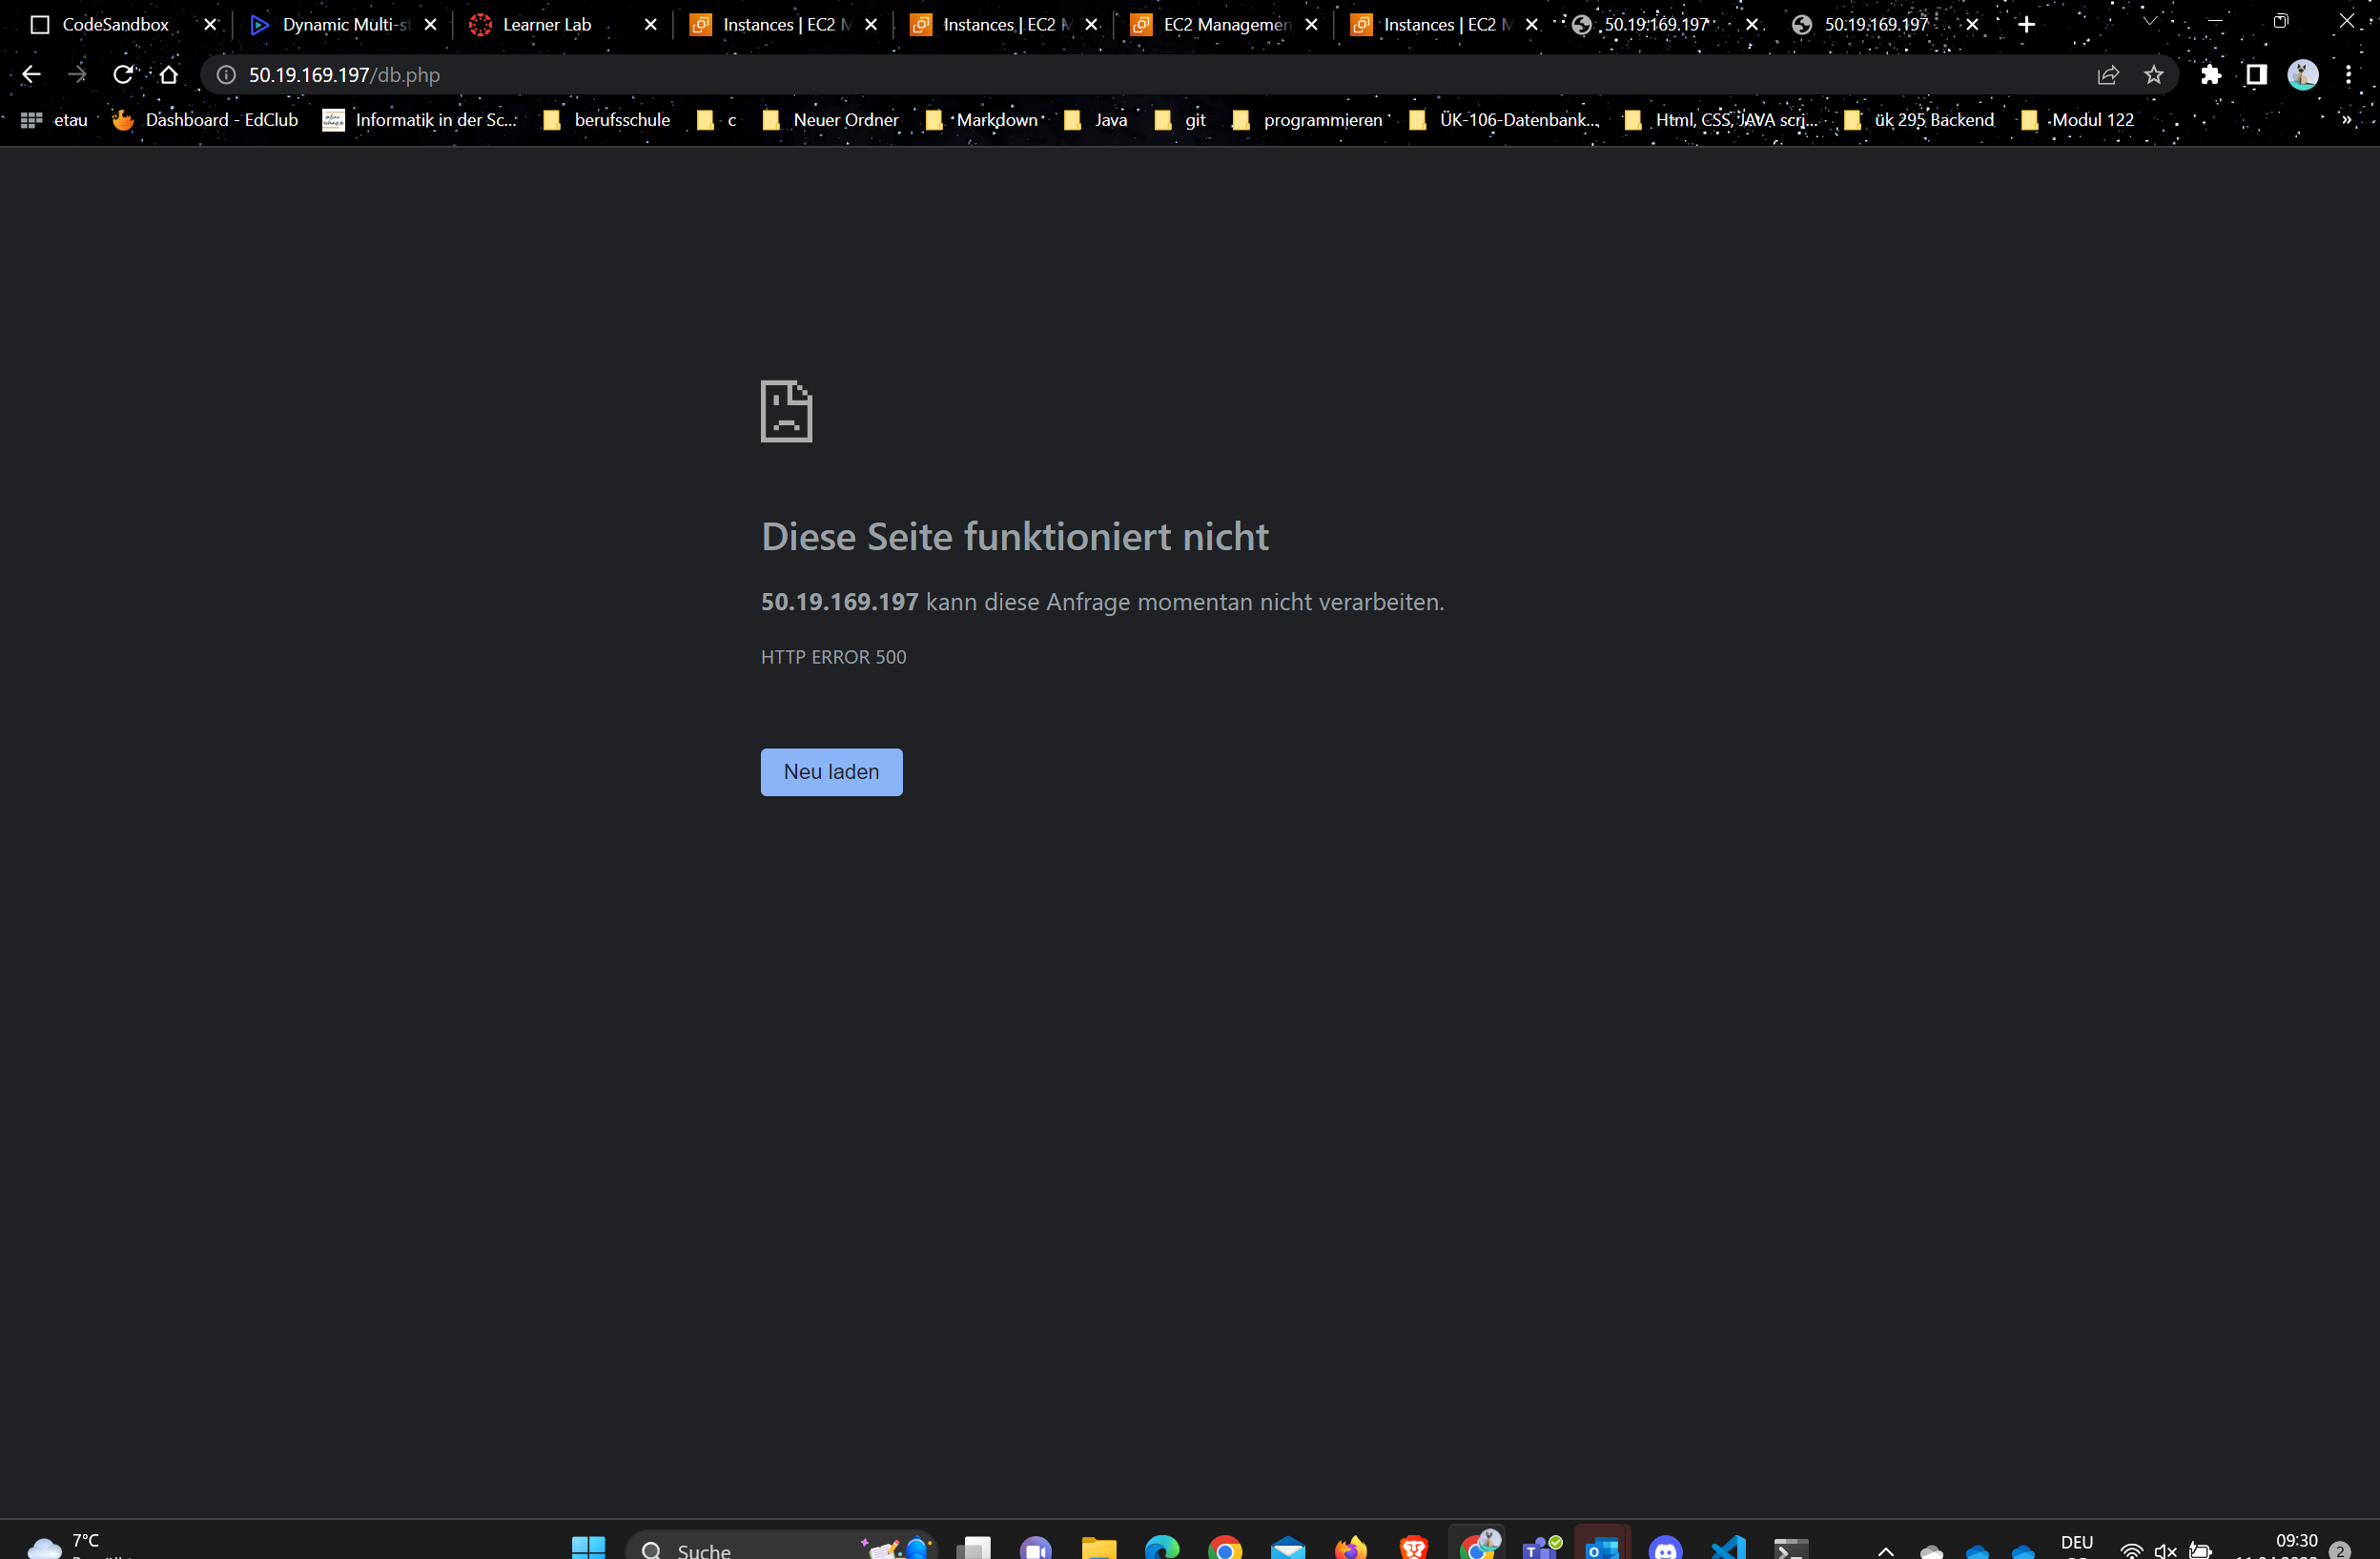 CodeSandbox
Dynamic Multi-st
Learner Lab
Instances | EC2 M
Instances | EC2 M
EC2 Managemen
Instances | EC2 M
50.19.169.197
50.19.169.197
50.19.169.197/db.php
etau
Dashboard - EdClub
Informatik in der Sc...
berufsschule
c
Neuer Ordner
Markdown
Java
git
programmieren
ÜK-106-Datenbank...
Html, CSS, JAVA scri...
ük 295 Backend
Modul 122
»
Diese Seite funktioniert nicht
50.19.169.197 kann diese Anfrage momentan nicht verarbeiten.
HTTP ERROR 500
Neu laden
7°C
Suche
DEU
09:30
2